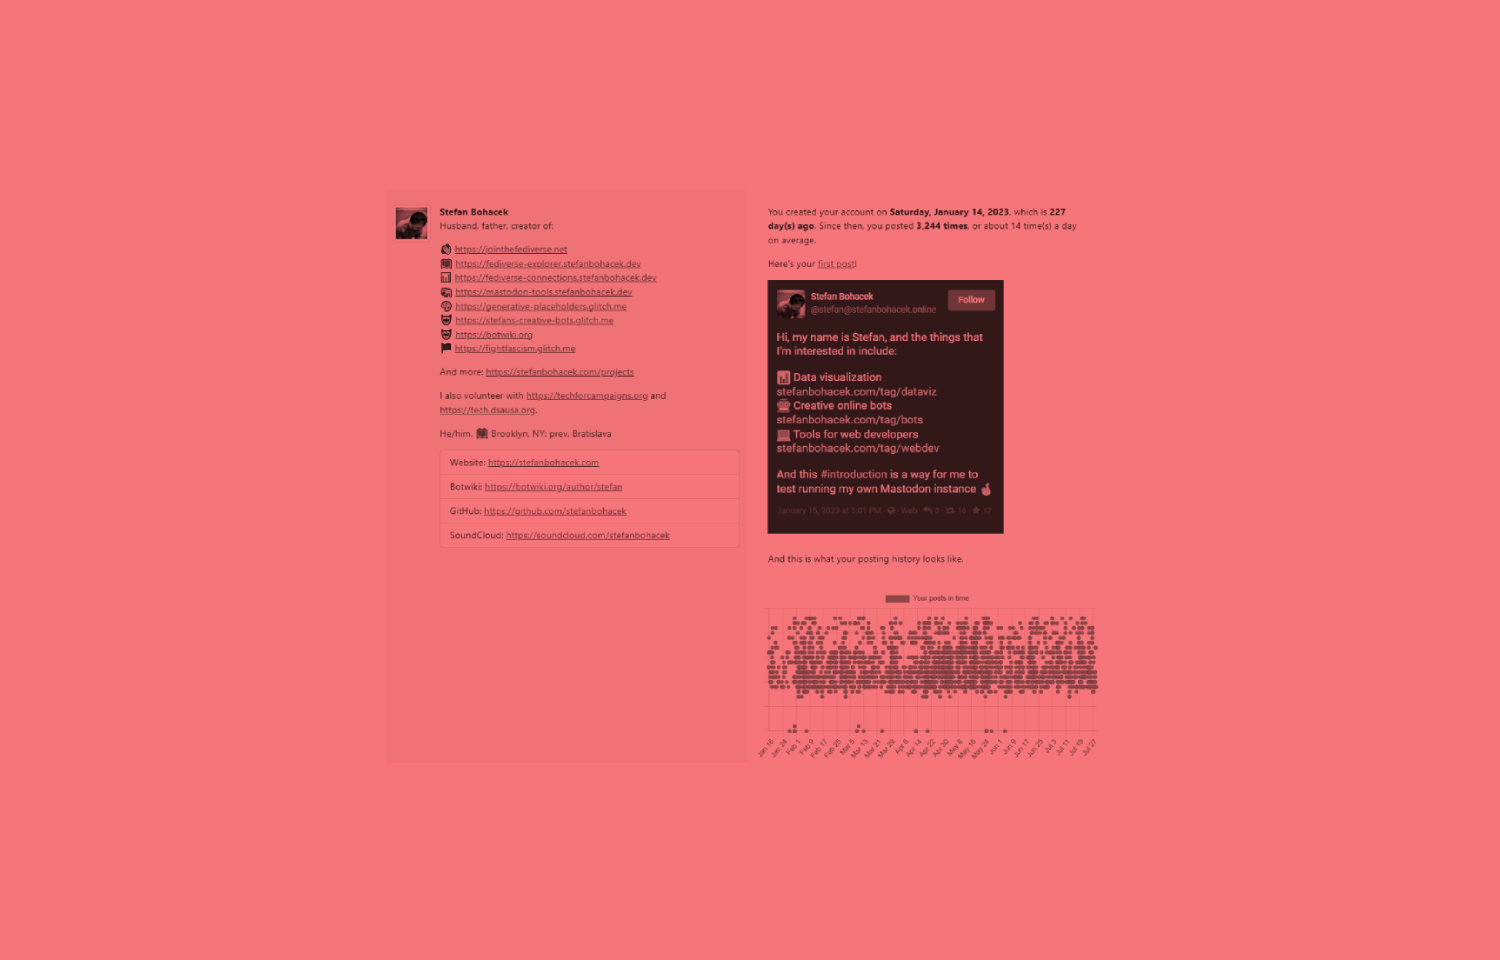 Stefan Bohacek
Husband, father, creator of:
https://jointhefediverse.net
https://fediverse-explorer.stefanbohacek.dev
https://fediverse-connections.stefanbohacek.dev
https://mastodon-tools.stefanbohacek.dev
https://generative-placeholders.glitch.me
https://stefans-creative-bots.glitch.me
https://botwiki.org
https://fightfascism.glitch.me
And more: https://stefanbohacek.com/projects
I also volunteer with https://techforcampaigns.org and
https://tech.dsausa.org.
He/him. Brooklyn, NY; prev. Bratislava
Website: https://stefanbohacek.com
Botwiki: https://botwiki.org/author/stefan
GitHub: https://github.com/stefanbohacek
SoundCloud: https://soundcloud.com/stefanbohacek
You created your account on Saturday, January 14, 2023, which is 227
day(s) ago. Since then, you posted 3,244 times, or about 14 time(s) a day
on average.
Here's your first post!
Stefan Bohacek
@stefan@stefanbohacek.online
Follow
Hi, my name is Stefan, and the things that
I'm interested in include:
Data visualization
stefanbohacek.com/tag/dataviz
Creative online bots
stefanbohacek.com/tag/bots
Tools for web developers
stefanbohacek.com/tag/webdev
And this #introduction is a way for me to
test running my own Mastodon instance
January 15, 2023 at 1:01 PM Web 0 16 17
And this is what your posting history looks like.
Your posts in time
Jan 16 Jan 24 Feb 1 Feb 9 Feb 17 Feb 25 Mar 5 Mar 13 Mar 21 Mar 29 Apr 6 Apr 14 Apr 22 Apr 30 May 8 May 16 May 24 Jun 1 Jun 9 Jun 17 Jun 25 Jul 3 Jul 11 Jul 19 Jul 27